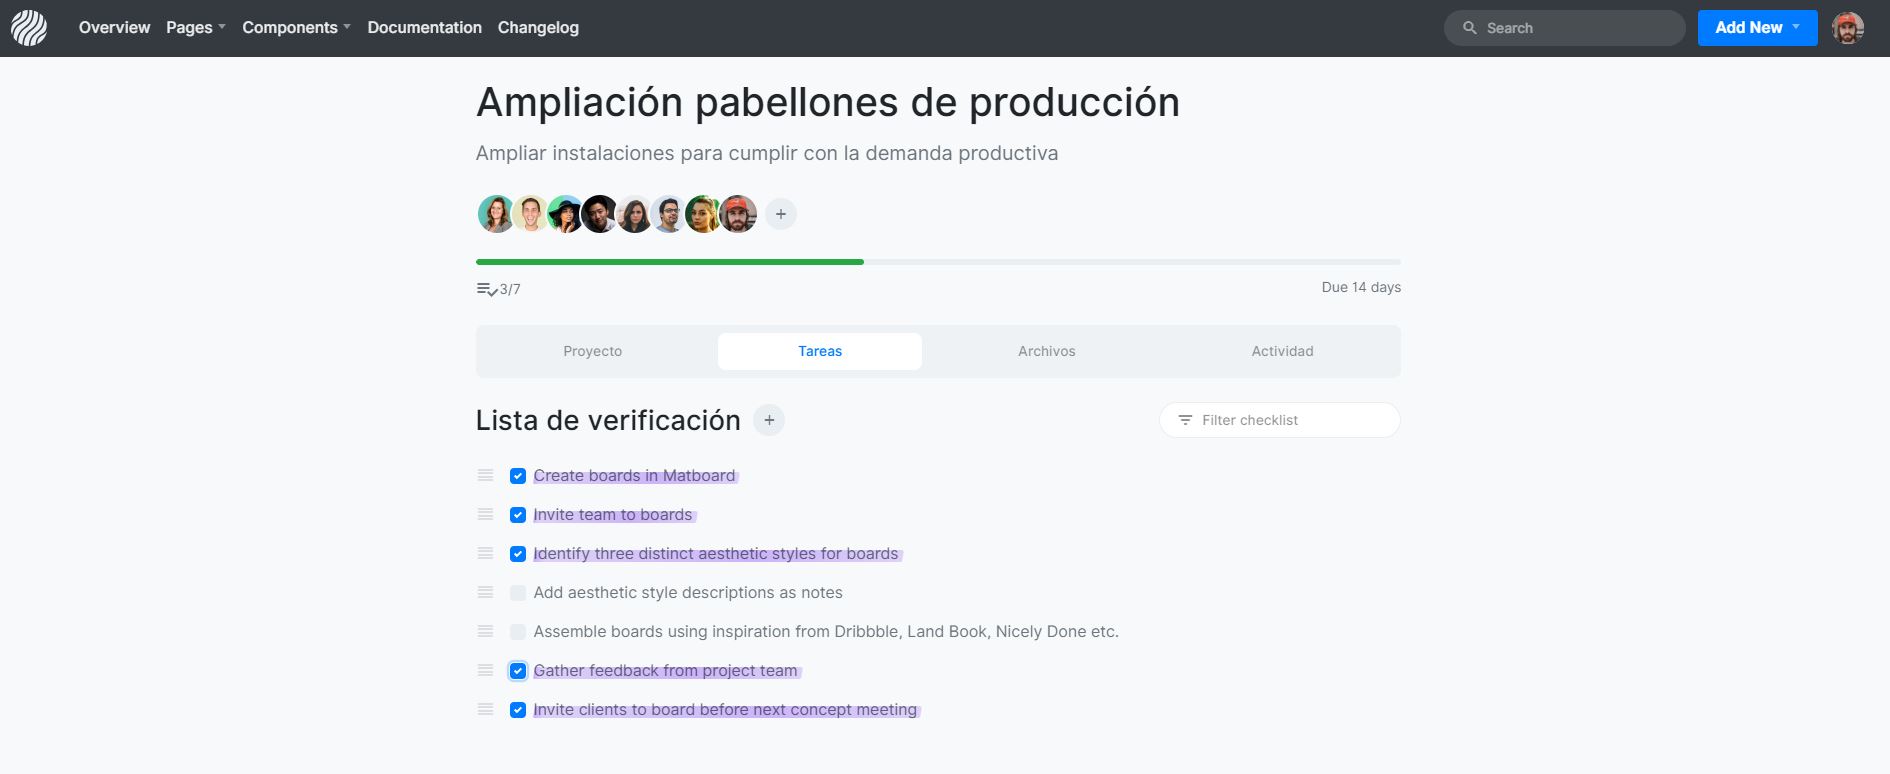 Overview Pages Components Documentation Changelog Search Add New
Ampliación pabellones de producción
Ampliar instalaciones para cumplir con la demanda productiva
+
3/7 Due 14 days
Proyecto Tareas Archivos Actividad
Lista de verificación + Filter checklist
Create boards in Matboard
Invite team to boards
Identify three distinct aesthetic styles for boards
Add aesthetic style descriptions as notes
Assemble boards using inspiration from Dribbble, Land Book, Nicely Done etc.
Gather feedback from project team
Invite clients to board before next concept meeting